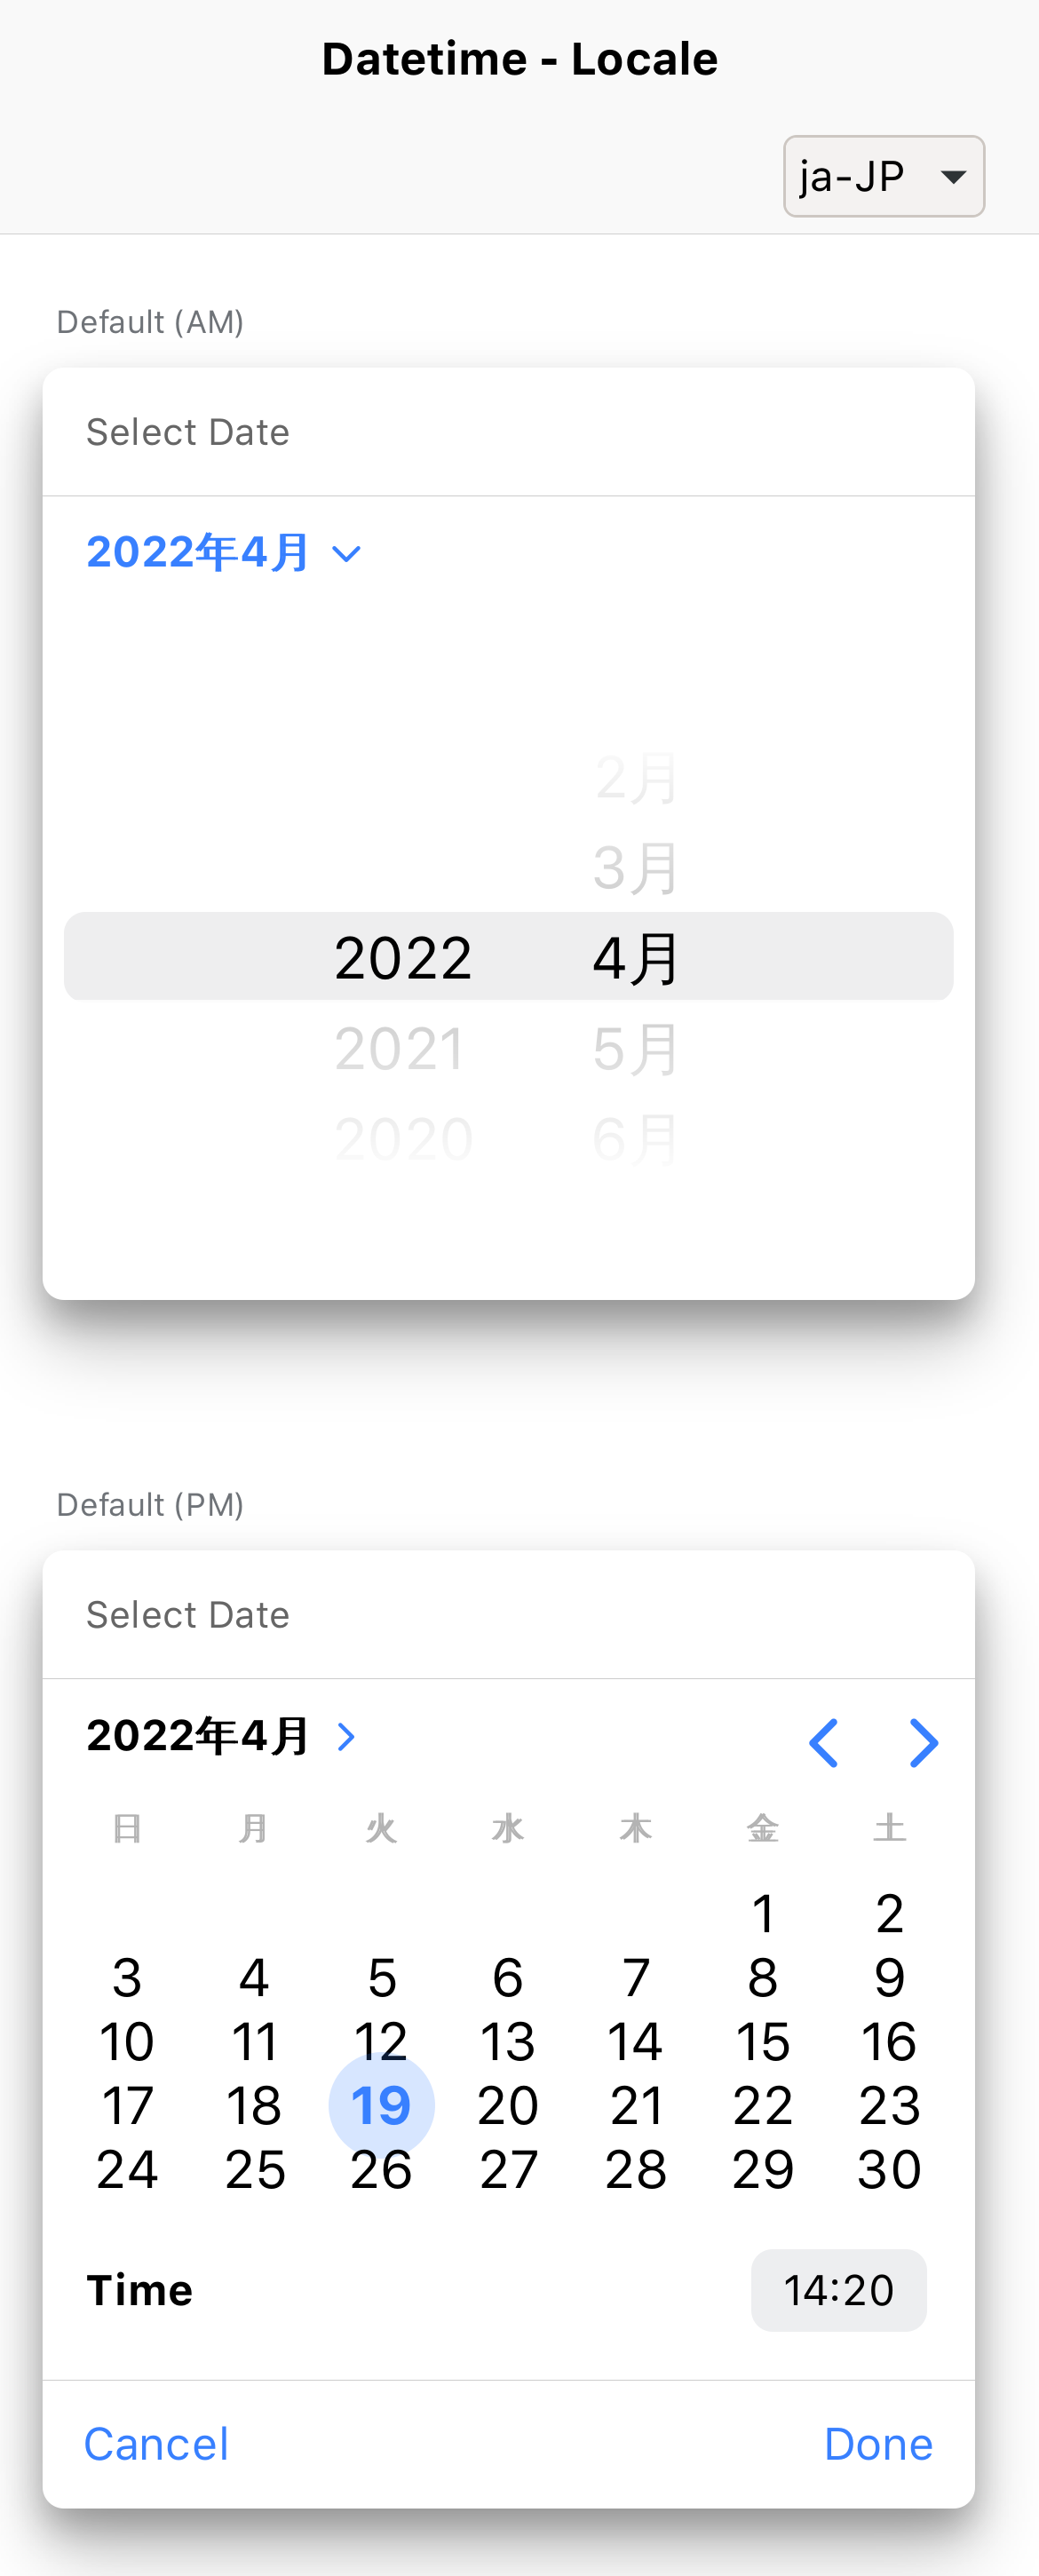 Datetime - Locale
ja-JP
Default (AM)
Select Date
2022年4月
2月
3月
2022 4月
2021 5月
2020 6月
Default (PM)
Select Date
2022年4月
日 月 火 水 木 金 土
1 2
3 4 5 6 7 8 9
10 11 12 13 14 15 16
17 18 19 20 21 22 23
24 25 26 27 28 29 30
Time 14:20
Cancel Done